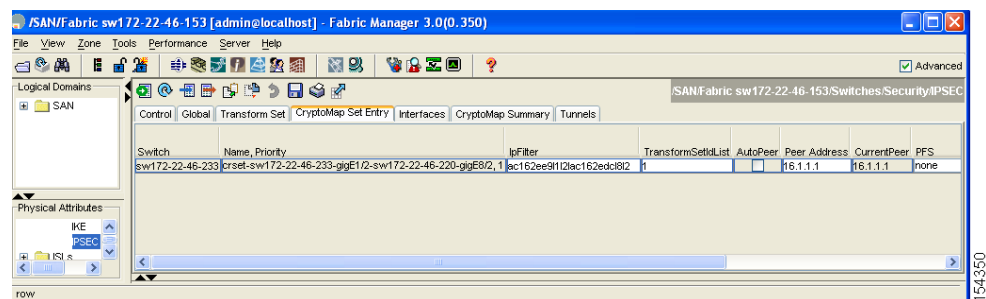 /SAN/Fabric sw172-22-46-153 [admin@localhost] - Fabric Manager 3.0(0.350)
File View Zone Tools Performance Server Help
Advanced
Logical Domains
/SAN/Fabric sw172-22-46-153/Switches/Security/IPSEC
SAN
Control Global Transform Set CryptoMap Set Entry Interfaces CryptoMap Summary Tunnels
Switch Name, Priority IpFilter TransformSetIdList AutoPeer Peer Address CurrentPeer PFS
sw172-22-46-233 crset-sw172-22-46-233-gigE1/2-sw172-22-46-220-gigE8/2, 1 1 16.1.1.1 16.1.1.1 none
Physical Attributes
IKE
IPSEC
ISLs
row
154350